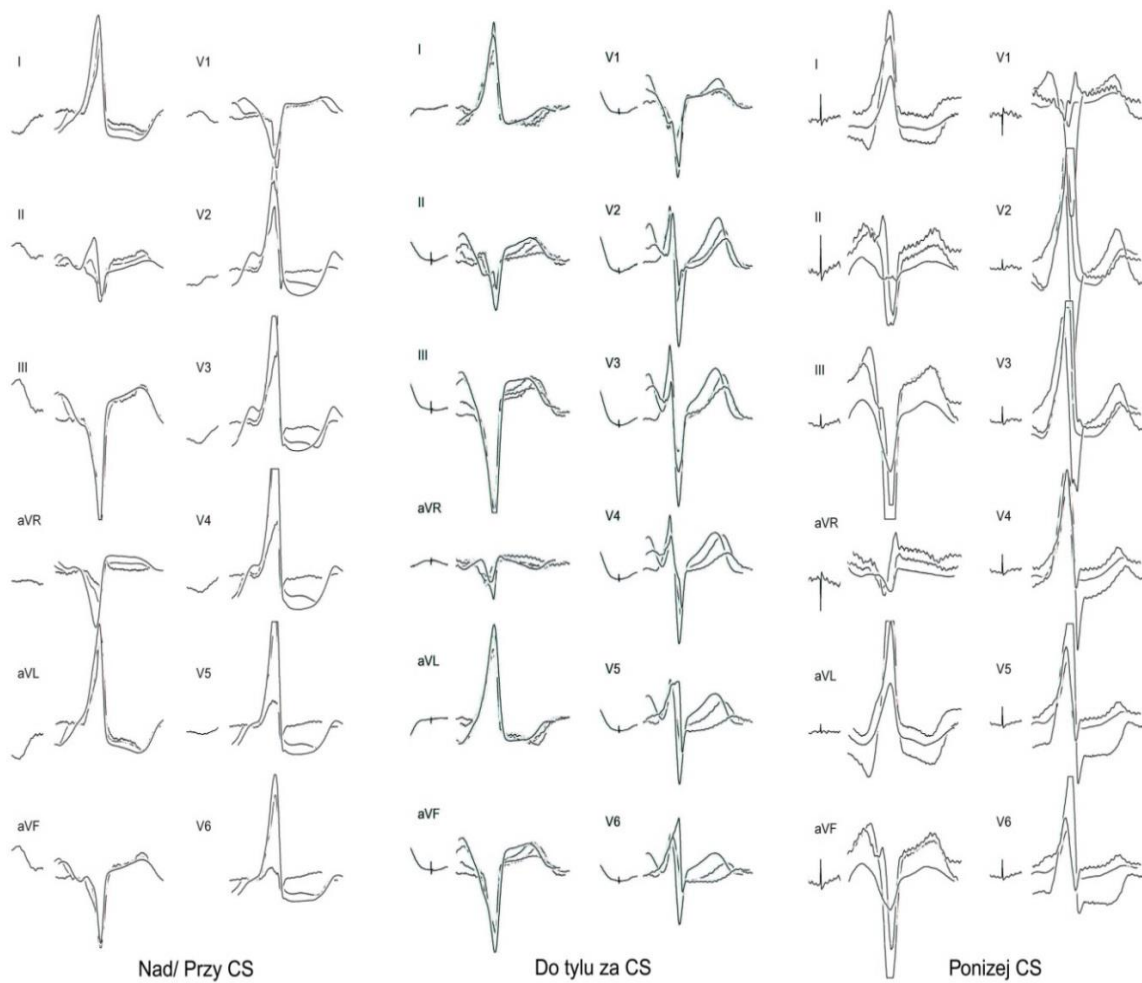 I V1
II V2
III V3
aVR V4
aVL V5
aVF V6
Nad/ Przy CS
I V1
II V2
III V3
aVR V4
aVL V5
aVF V6
Do tylu za CS
I V1
II V2
III V3
aVR V4
aVL V5
aVF V6
Ponizej CS